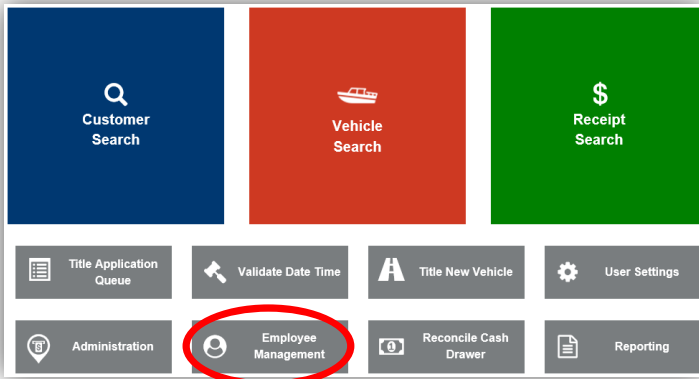 Customer
Search
Vehicle
Search
$
Receipt
Search
Title Application
Queue
Validate Date Time
Title New Vehicle
User Settings
Administration
Employee
Management
Reconcile Cash
Drawer
Reporting